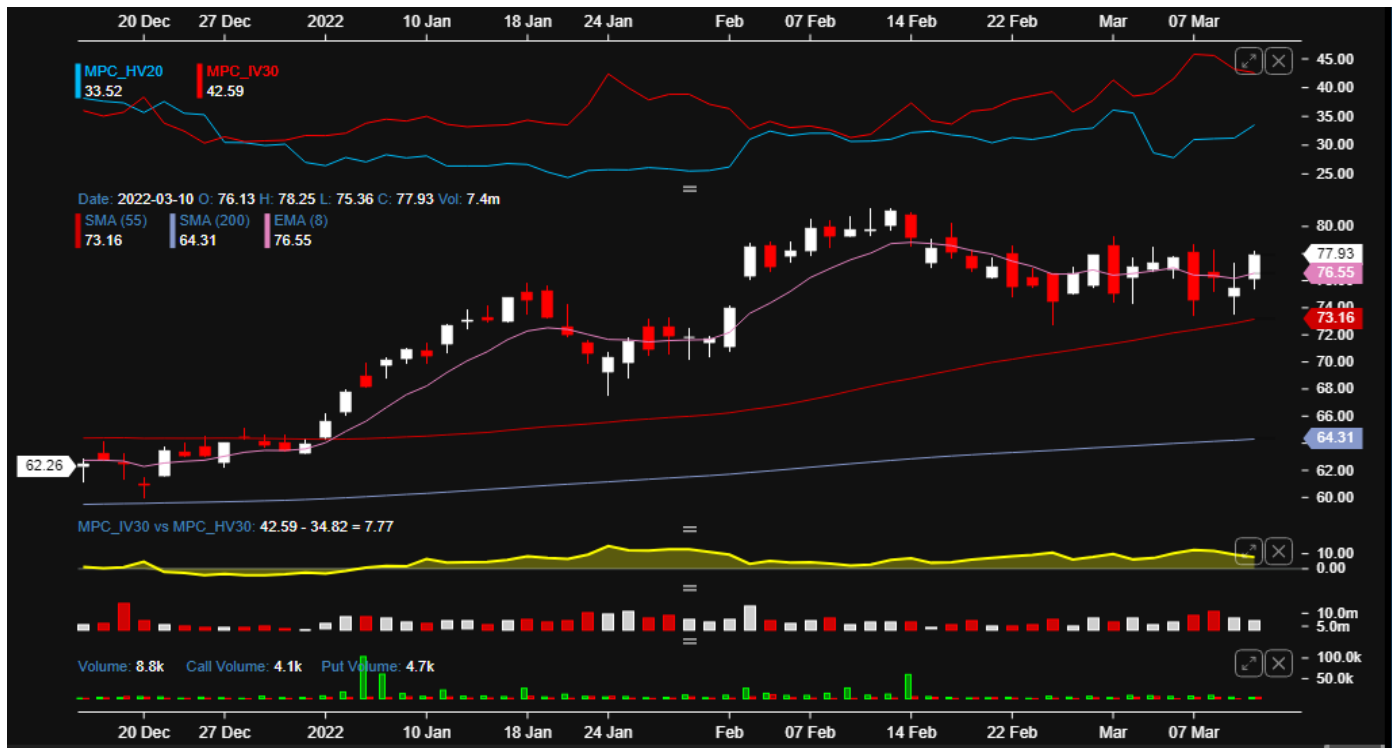 20 Dec 27 Dec 2022 10 Jan 18 Jan 24 Jan Feb 07 Feb 14 Feb 22 Feb Mar 07 Mar
MPC_HV20 MPC_IV30
33.52 42.59
45.00
40.00
35.00
30.00
25.00
Date: 2022-03-10 O: 76.13 H: 78.25 L: 75.36 C: 77.93 Vol: 7.4m
SMA (55) SMA (200) EMA (8)
73.16 64.31 76.55
80.00
77.93
76.55
74.00
73.16
72.00
70.00
68.00
66.00
64.31
62.26
62.00
60.00
MPC_IV30 vs MPC_HV30: 42.59 - 34.82 = 7.77
10.00
0.00
10.0m
5.0m
Volume: 8.8k Call Volume: 4.1k Put Volume: 4.7k
100.0k
50.0k
20 Dec 27 Dec 2022 10 Jan 18 Jan 24 Jan Feb 07 Feb 14 Feb 22 Feb Mar 07 Mar